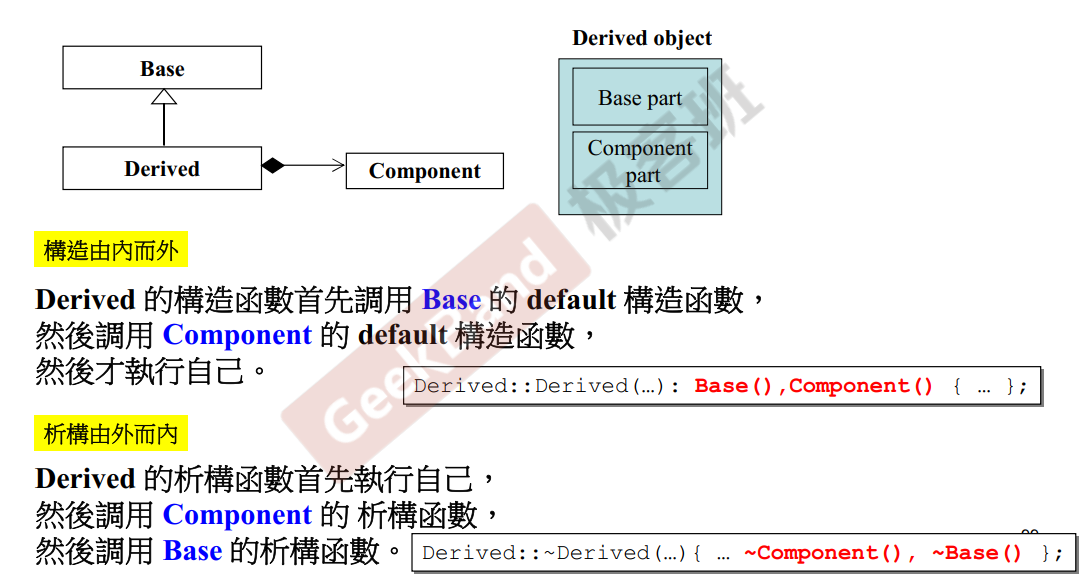 Derived object
Base
Base part
Derived
Component
Component
part
構造由內而外
Derived 的構造函數首先調用 Base 的 default 構造函數，
然後調用 Component 的 default 構造函數，
然後才執行自己。
Derived::Derived(…): Base(),Component() { … };
析構由外而內
Derived 的析構函數首先執行自己，
然後調用 Component 的 析構函數，
然後調用 Base 的析構函數。
Derived::~Derived(…){ … ~Component(), ~Base() };
GeekBand
极客班